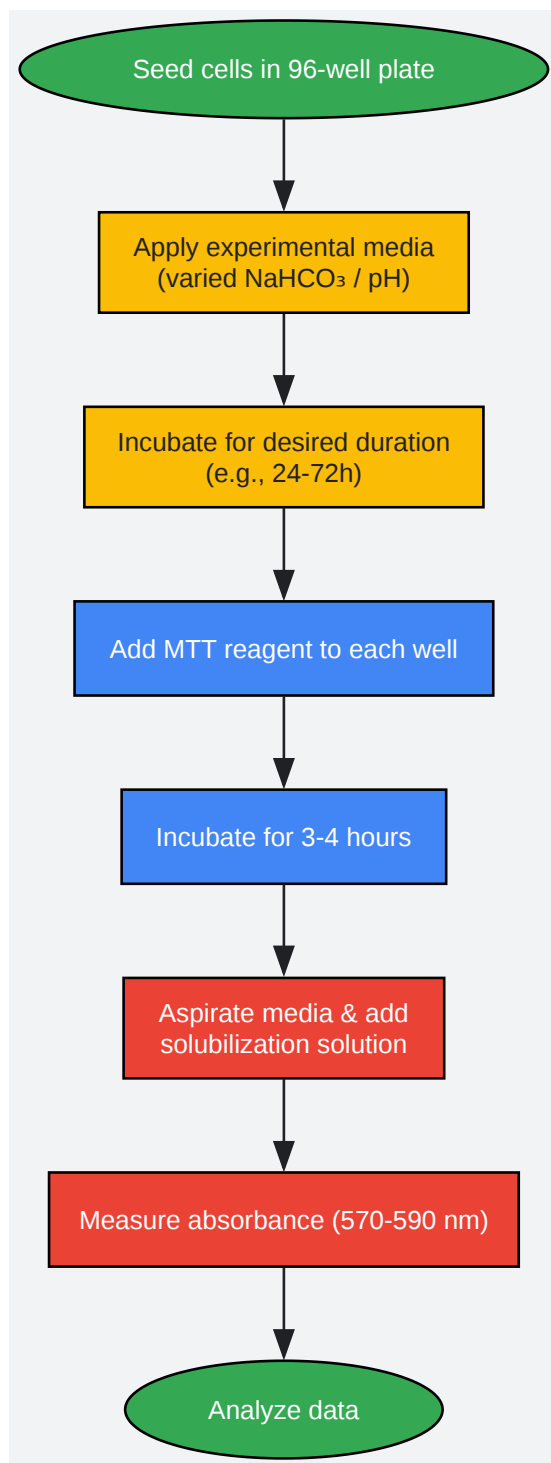 Seed cells in 96-well plate
Apply experimental media
(varied NaHCO₃ / pH)
Incubate for desired duration
(e.g., 24-72h)
Add MTT reagent to each well
Incubate for 3-4 hours
Aspirate media & add
solubilization solution
Measure absorbance (570-590 nm)
Analyze data